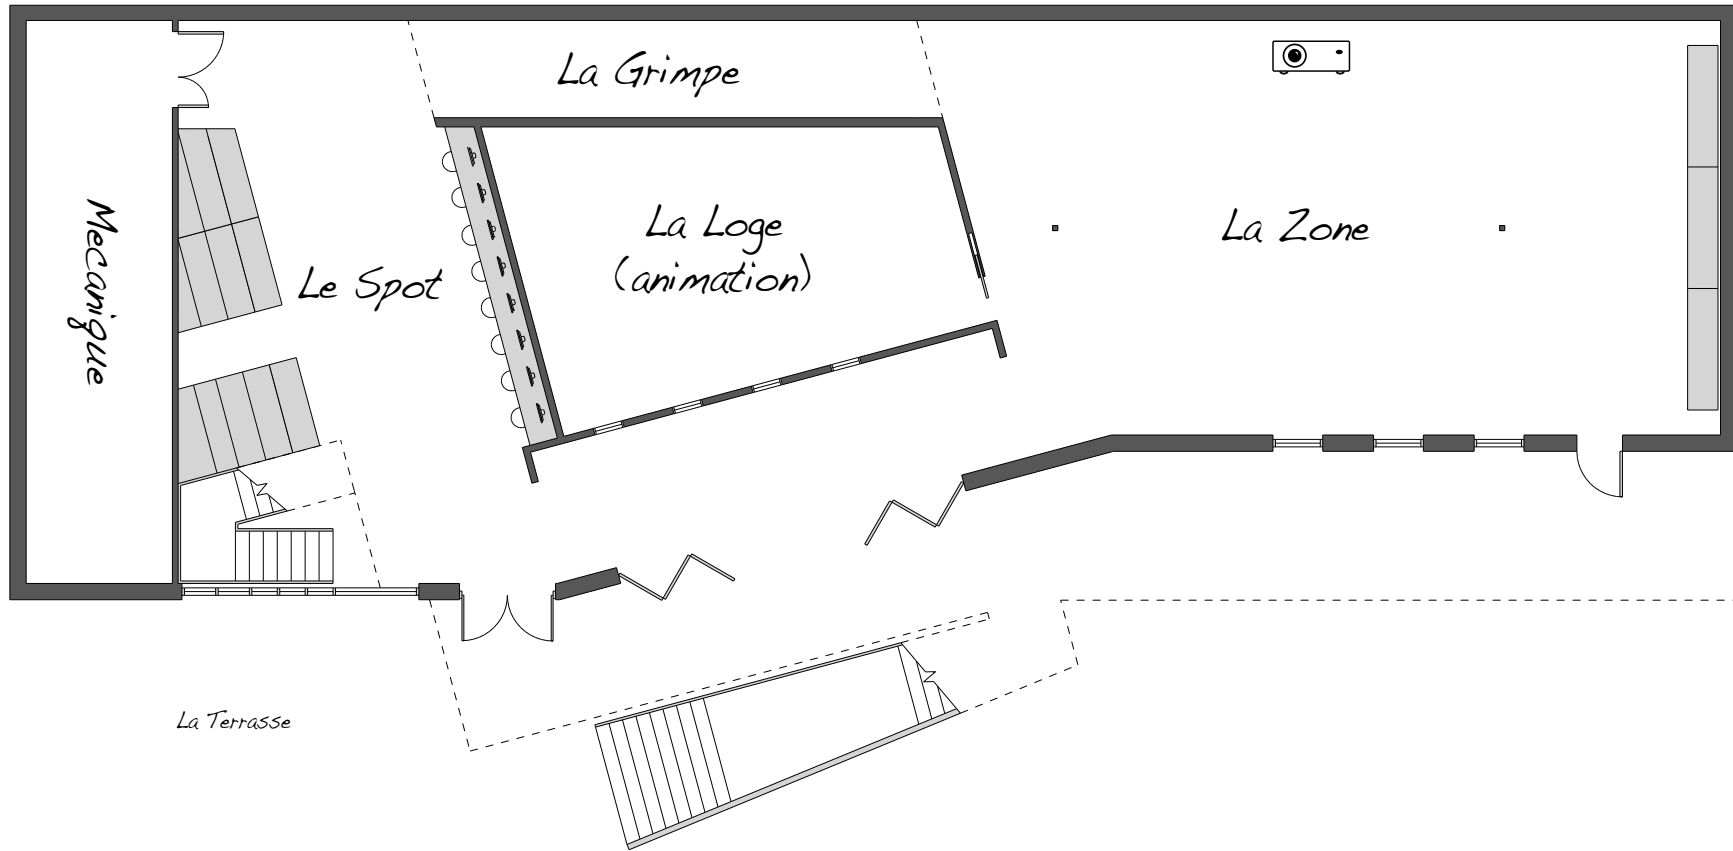 La Grimpe
Mecanique
Le Spot
La Loge
(animation)
La Zone
La Terrasse